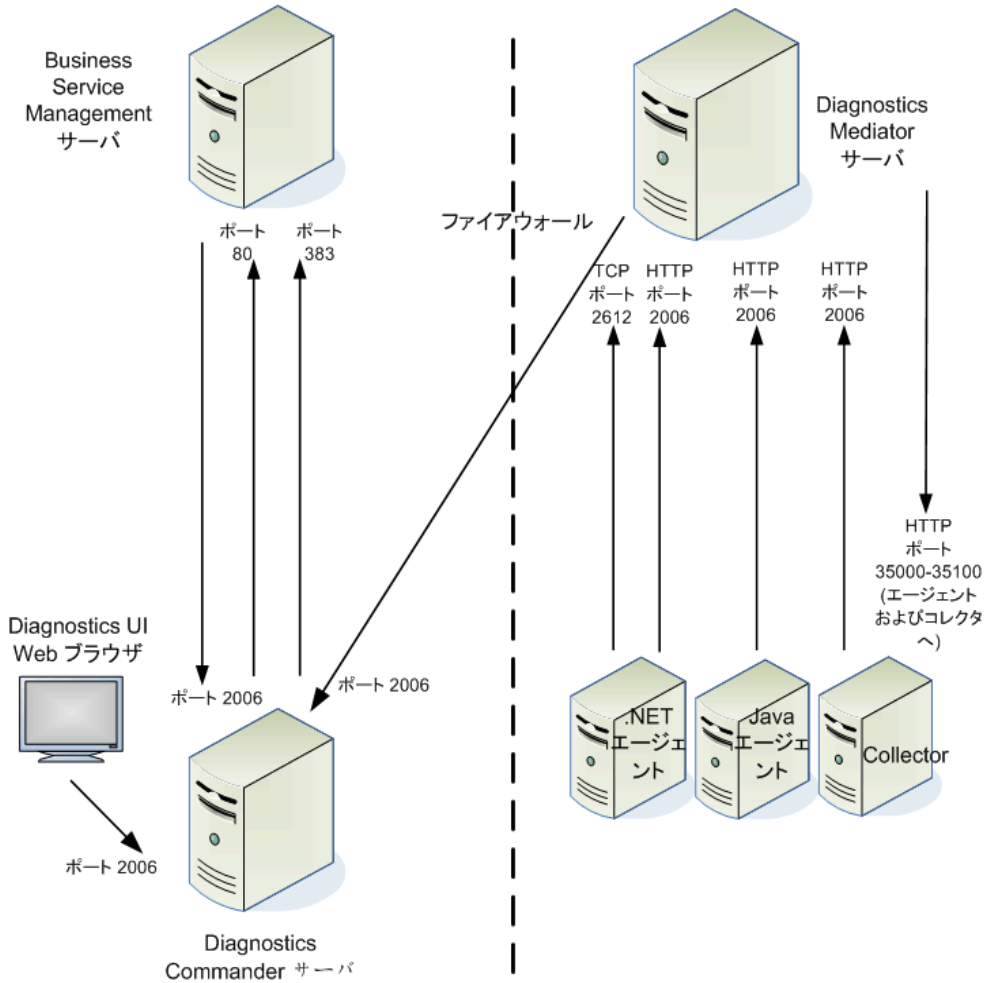 Business
Service
Management
サーバ
Diagnostics
Mediator
サーバ
ファイアウォール
ポート
80
ポート
383
TCP
ポート
2612
HTTP
ポート
2006
HTTP
ポート
2006
HTTP
ポート
2006
HTTP
ポート
35000-35100
(エージェント
およびコレクタ
へ)
Diagnostics UI
Web ブラウザ
ポート 2006
ポート 2006
.NET
エージェ
ント
Java
エージェ
ント
Collector
ポート 2006
Diagnostics
Commander サーバ